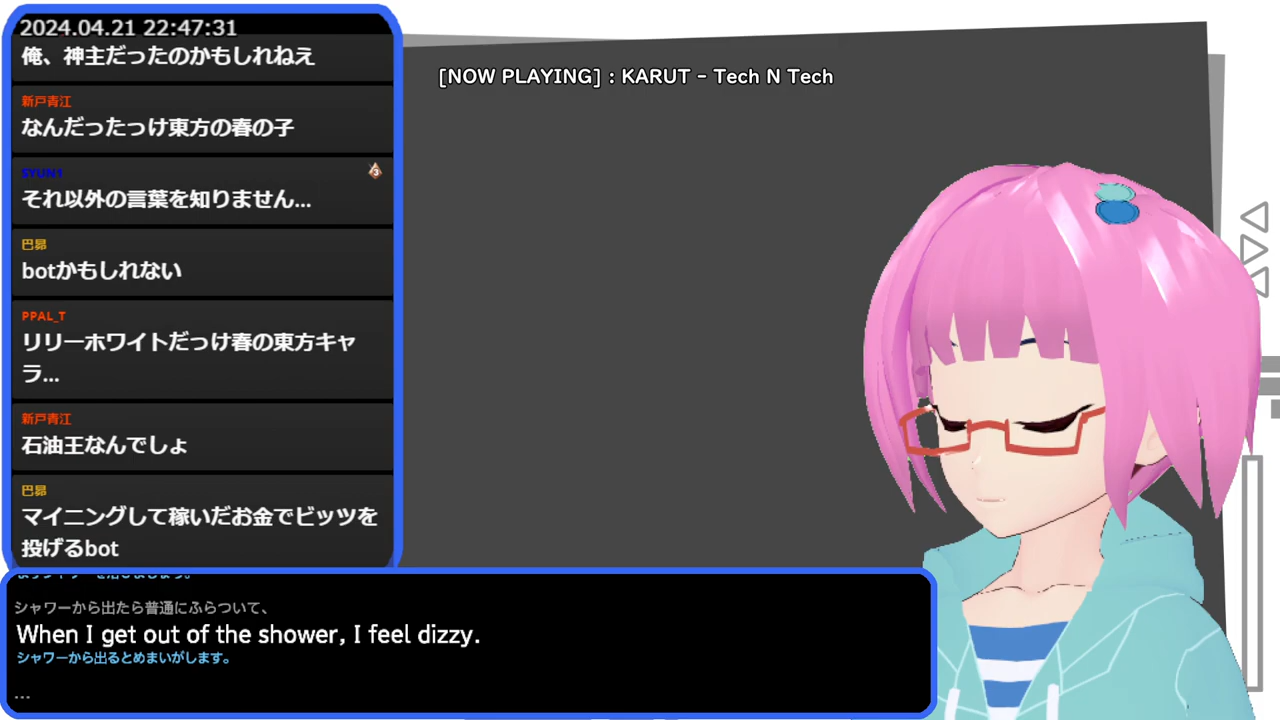 2024.04.21 22:47:31
俺、神主だったのかもしれねえ
新戸青江
なんだったっけ東方の春の子
SYUN1
3
それ以外の言葉を知りません...
巴昴
botかもしれない
PPAL_T
リリーホワイトだっけ春の東方キャ
ラ...
新戸青江
石油王なんでしょ
巴昴
マイニングして稼いだお金でビッツを
投げるbot
[NOW PLAYING] : KARUT - Tech N Tech
シャワーから出たら普通にふらついて、
When I get out of the shower, I feel dizzy.
シャワーから出るとめまいがします。
...